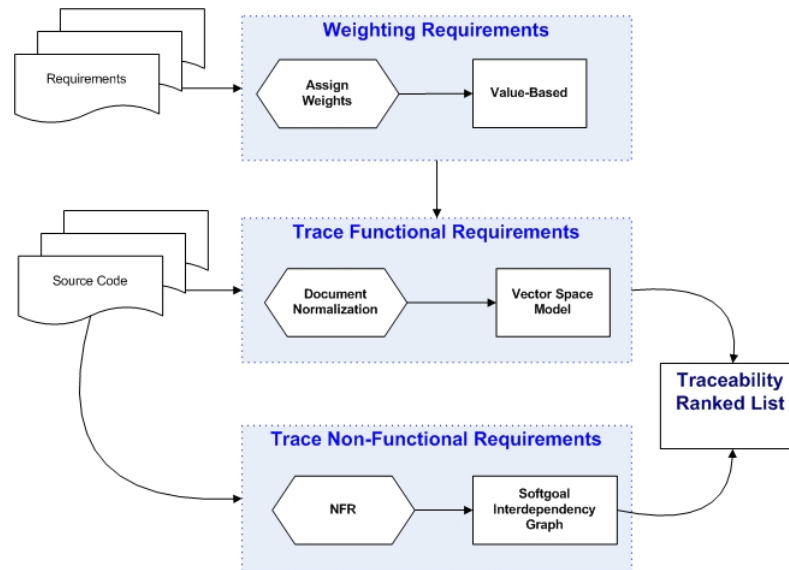 Weighting Requirements
Requirements
Assign
Weights
Value-Based
Trace Functional Requirements
Source Code
Document
Normalization
Vector Space
Model
Traceability
Ranked List
Trace Non-Functional Requirements
NFR
Softgoal
Interdependency
Graph